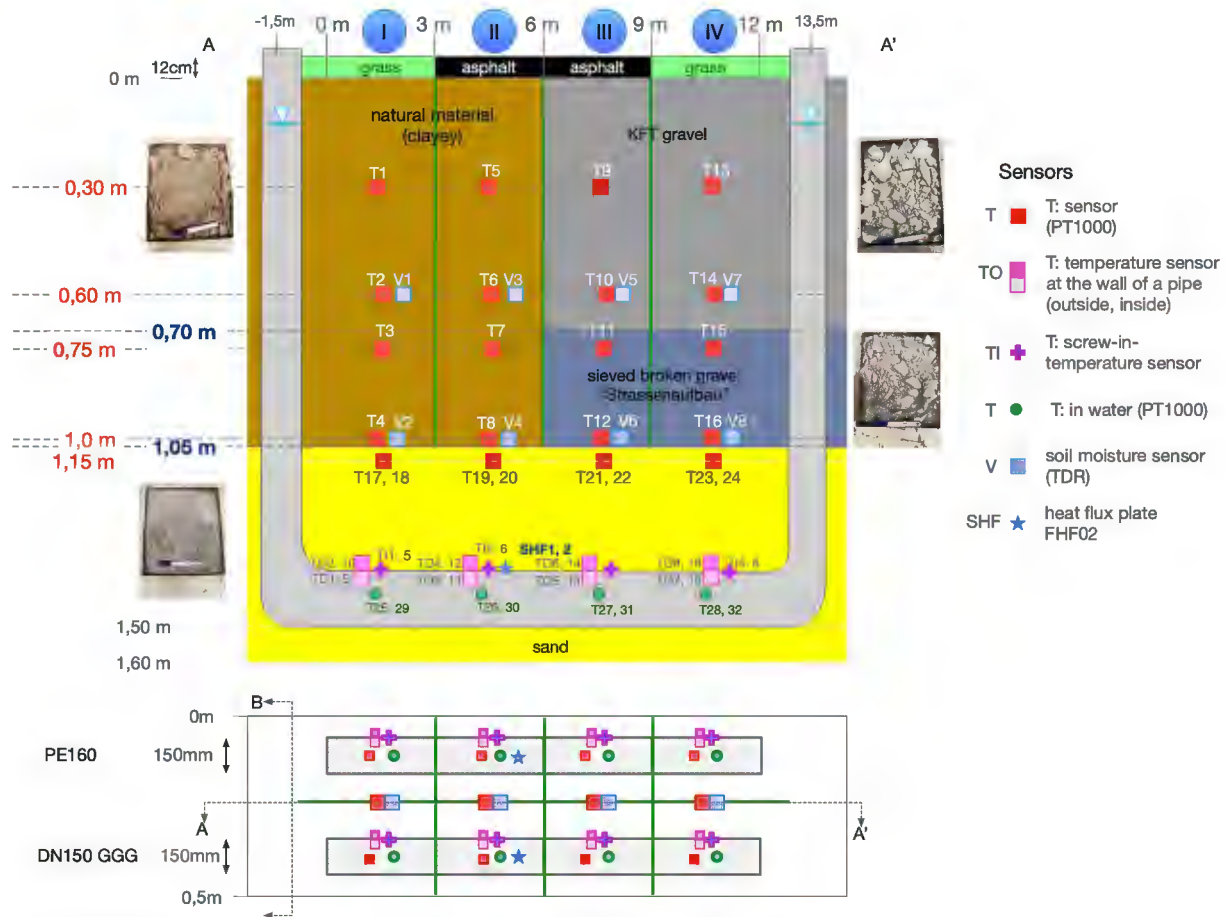 -1,5m 0 m 3 m 6 m 9 m 12 m 13,5m
I II III IV
A A'
12cm
grass asphalt asphalt grass
0 m
natural material
(clayey)
KFT gravel
T1 T5 T9 T13
0,30 m
T2 V1 T6 V3 T10 V5 T14 V7
0,60 m
0,70 m
T3 T7 T11 T15
0,75 m
sieved broken grave
"Strassenaufbau"
T4 V2 T8 V4 T12 V6 T16 V8
1,0 m
1,05 m
1,15 m
T17, 18 T19, 20 T21, 22 T23, 24
5 6 SHF1, 2
T25, 29 T26, 30 T27, 31 T28, 32
1,50 m
sand
1,60 m
Sensors
T T: sensor
(PT1000)
TO T: temperature sensor
at the wall of a pipe
(outside, inside)
TI T: screw-in-
temperature sensor
T T: in water (PT1000)
V soil moisture sensor
(TDR)
SHF heat flux plate
FHF02
B
0m
PE160 150mm
A A'
DN150 GGG 150mm
0,5m